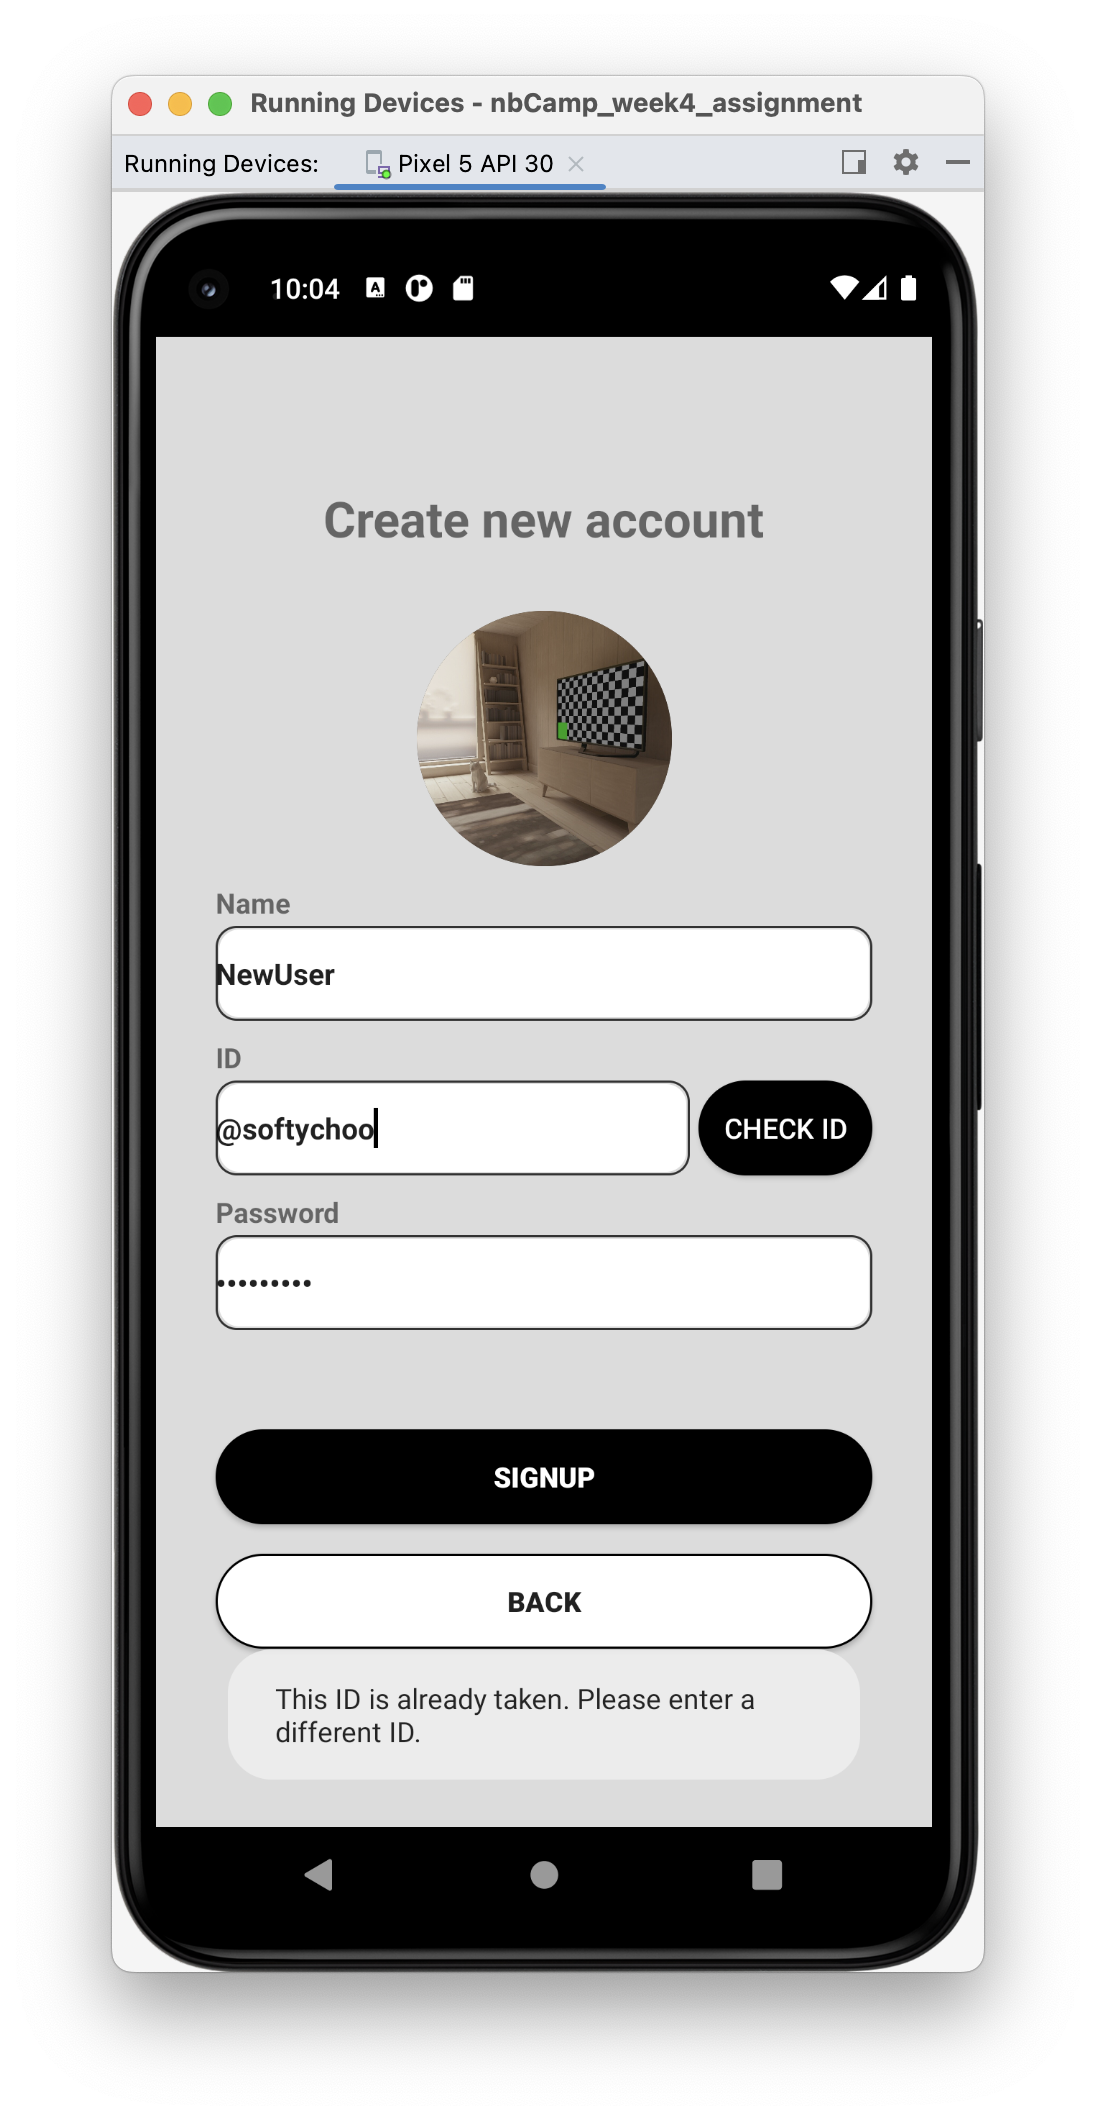 Running Devices - nbCamp_week4_assignment
Running Devices: Pixel 5 API 30
10:04
Create new account
Name
NewUser
ID
@softychoo
CHECK ID
Password
•••••••••
SIGNUP
BACK
This ID is already taken. Please enter a
different ID.